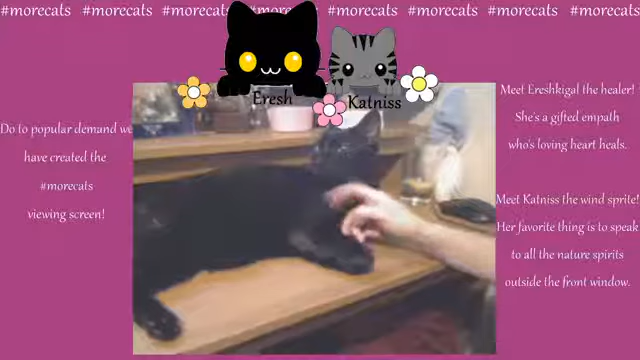 #morecats #morecats #morecats #morecats #morecats #morecats #morecats
Eresh
Katniss
Do to popular demand we
have created the
#morecats
viewing screen!
Meet Ereshkigal the healer!
She's a gifted empath
who's loving heart heals.
Meet Katniss the wind sprite!
Her favorite thing is to speak
to all the nature spirits
outside the front window.